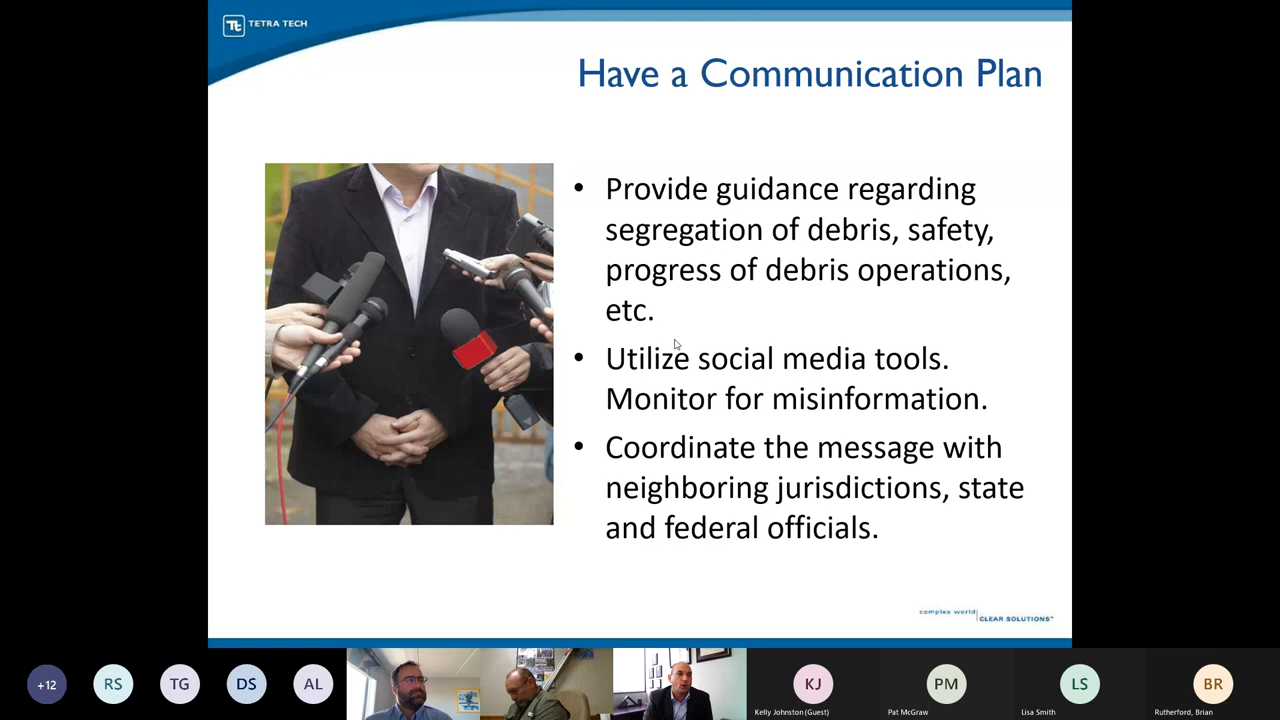 TETRA TECH
Have a Communication Plan
• Provide guidance regarding
segregation of debris, safety,
progress of debris operations,
etc.
• Utilize social media tools.
Monitor for misinformation.
• Coordinate the message with
neighboring jurisdictions, state
and federal officials.
complex world
CLEAR SOLUTIONS™
+12
RS
TG
DS
AL
KJ
PM
LS
BR
Kelly Johnston (Guest)
Pat McGraw
Lisa Smith
Rutherford, Brian